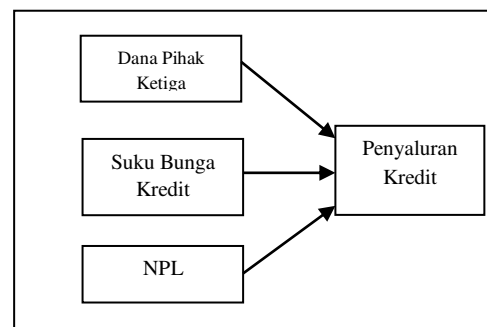 Dana Pihak
Ketiga
Suku Bunga
Kredit
NPL
Penyaluran
Kredit